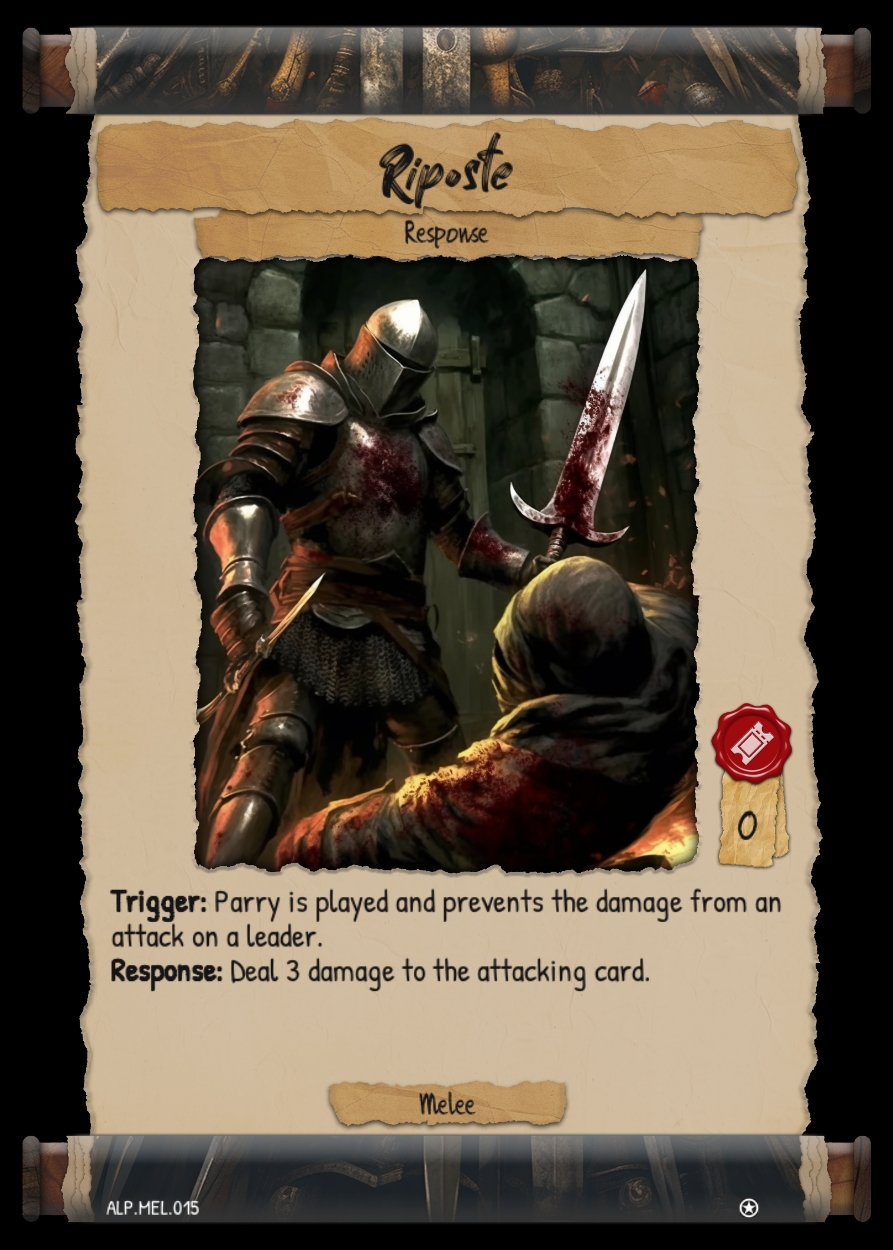 Riposte
Response
0
Trigger: Parry is played and prevents the damage from an
attack on a leader.
Response: Deal 3 damage to the attacking card.
Melee
ALP.MEL.015